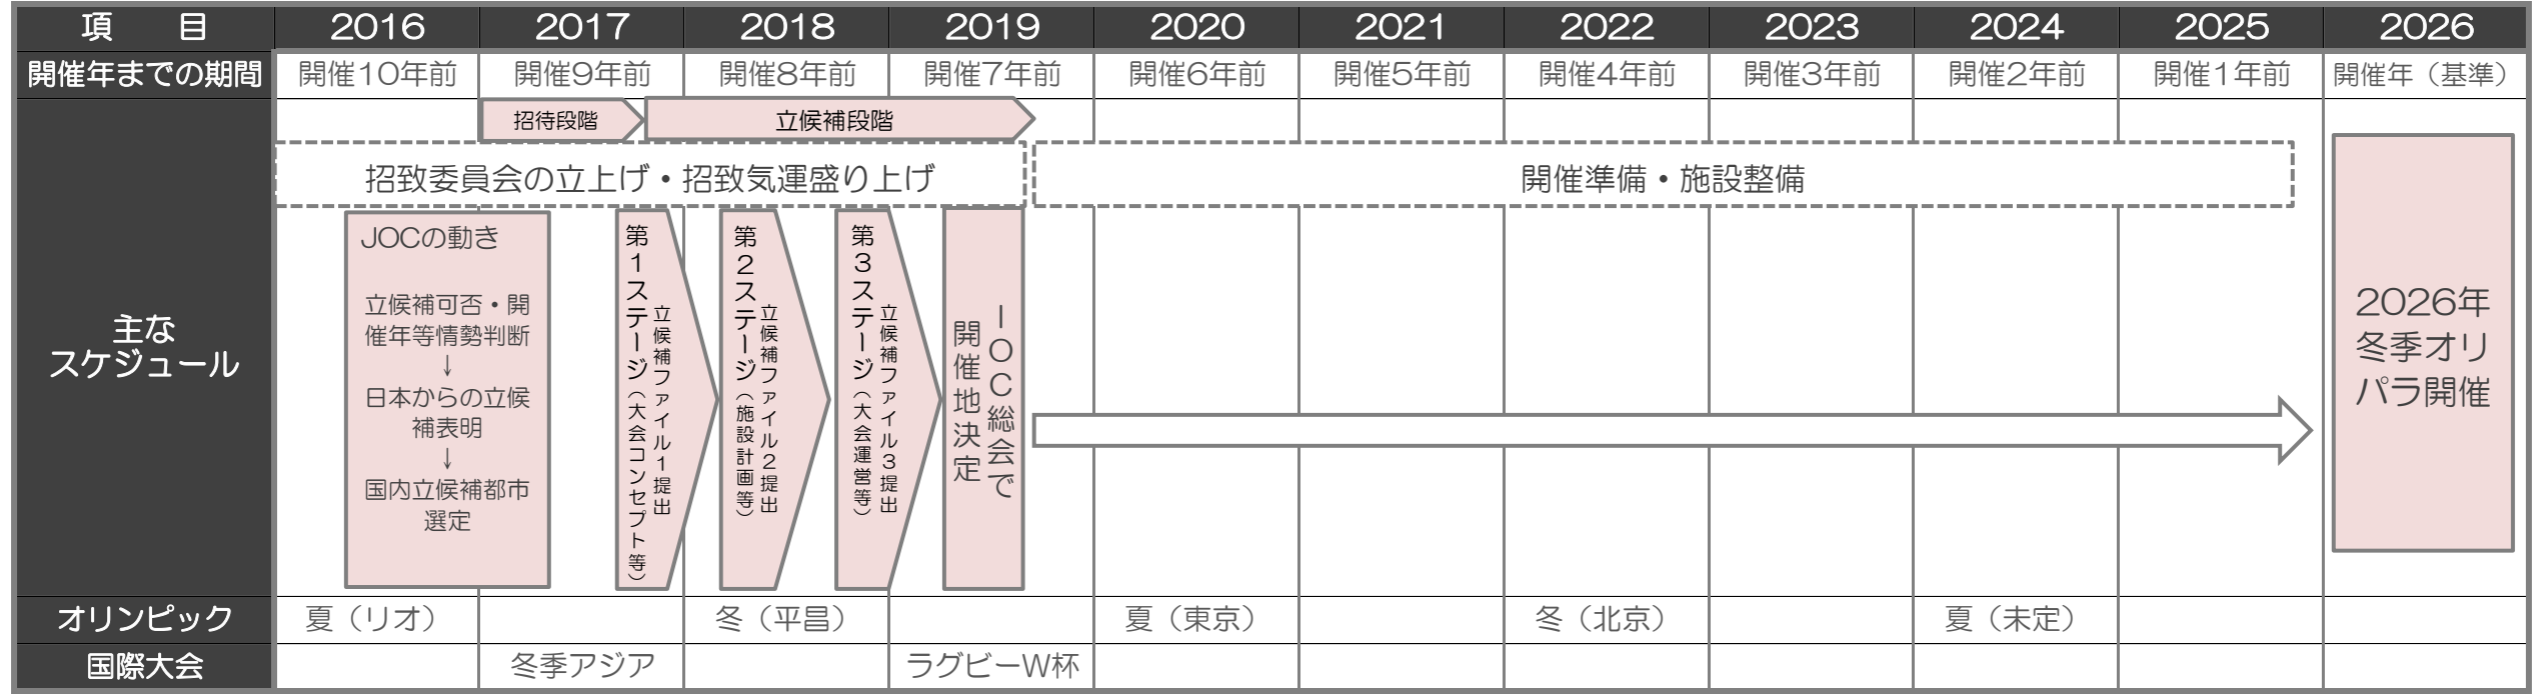 項　目 2016 2017 2018 2019 2020 2021 2022 2023 2024 2025 2026
開催年までの期間 開催10年前 開催9年前 開催8年前 開催7年前 開催6年前 開催5年前 開催4年前 開催3年前 開催2年前 開催1年前 開催年（基準）
主な
スケジュール
招待段階
立候補段階
招致委員会の立上げ・招致気運盛り上げ
開催準備・施設整備
JOCの動き
立候補可否・開
催年等情勢判断
↓
日本からの立候
補表明
↓
国内立候補都市
選定
第1ステージ（大会コンセプト等）
立候補ファイル1提出
第2ステージ（施設計画等）
立候補ファイル2提出
第3ステージ（大会運営等）
立候補ファイル3提出
IOC総会で
開催地決定
2026年
冬季オリ
パラ開催
オリンピック 夏（リオ） 冬（平昌） 夏（東京） 冬（北京） 夏（未定）
国際大会 冬季アジア ラグビーW杯